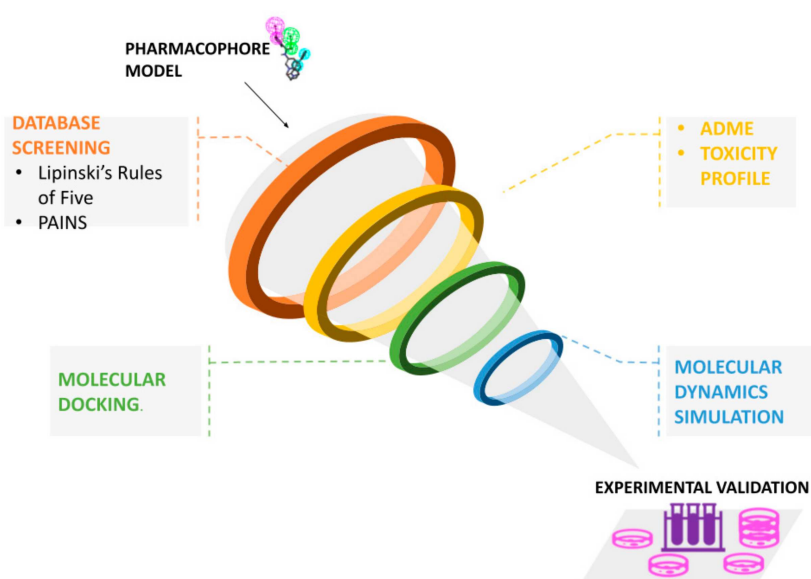 PHARMACOPHORE
MODEL
DATABASE
SCREENING
• Lipinski's Rules
of Five
• PAINS
• ADME
• TOXICITY
PROFILE
MOLECULAR
DOCKING.
MOLECULAR
DYNAMICS
SIMULATION
EXPERIMENTAL VALIDATION